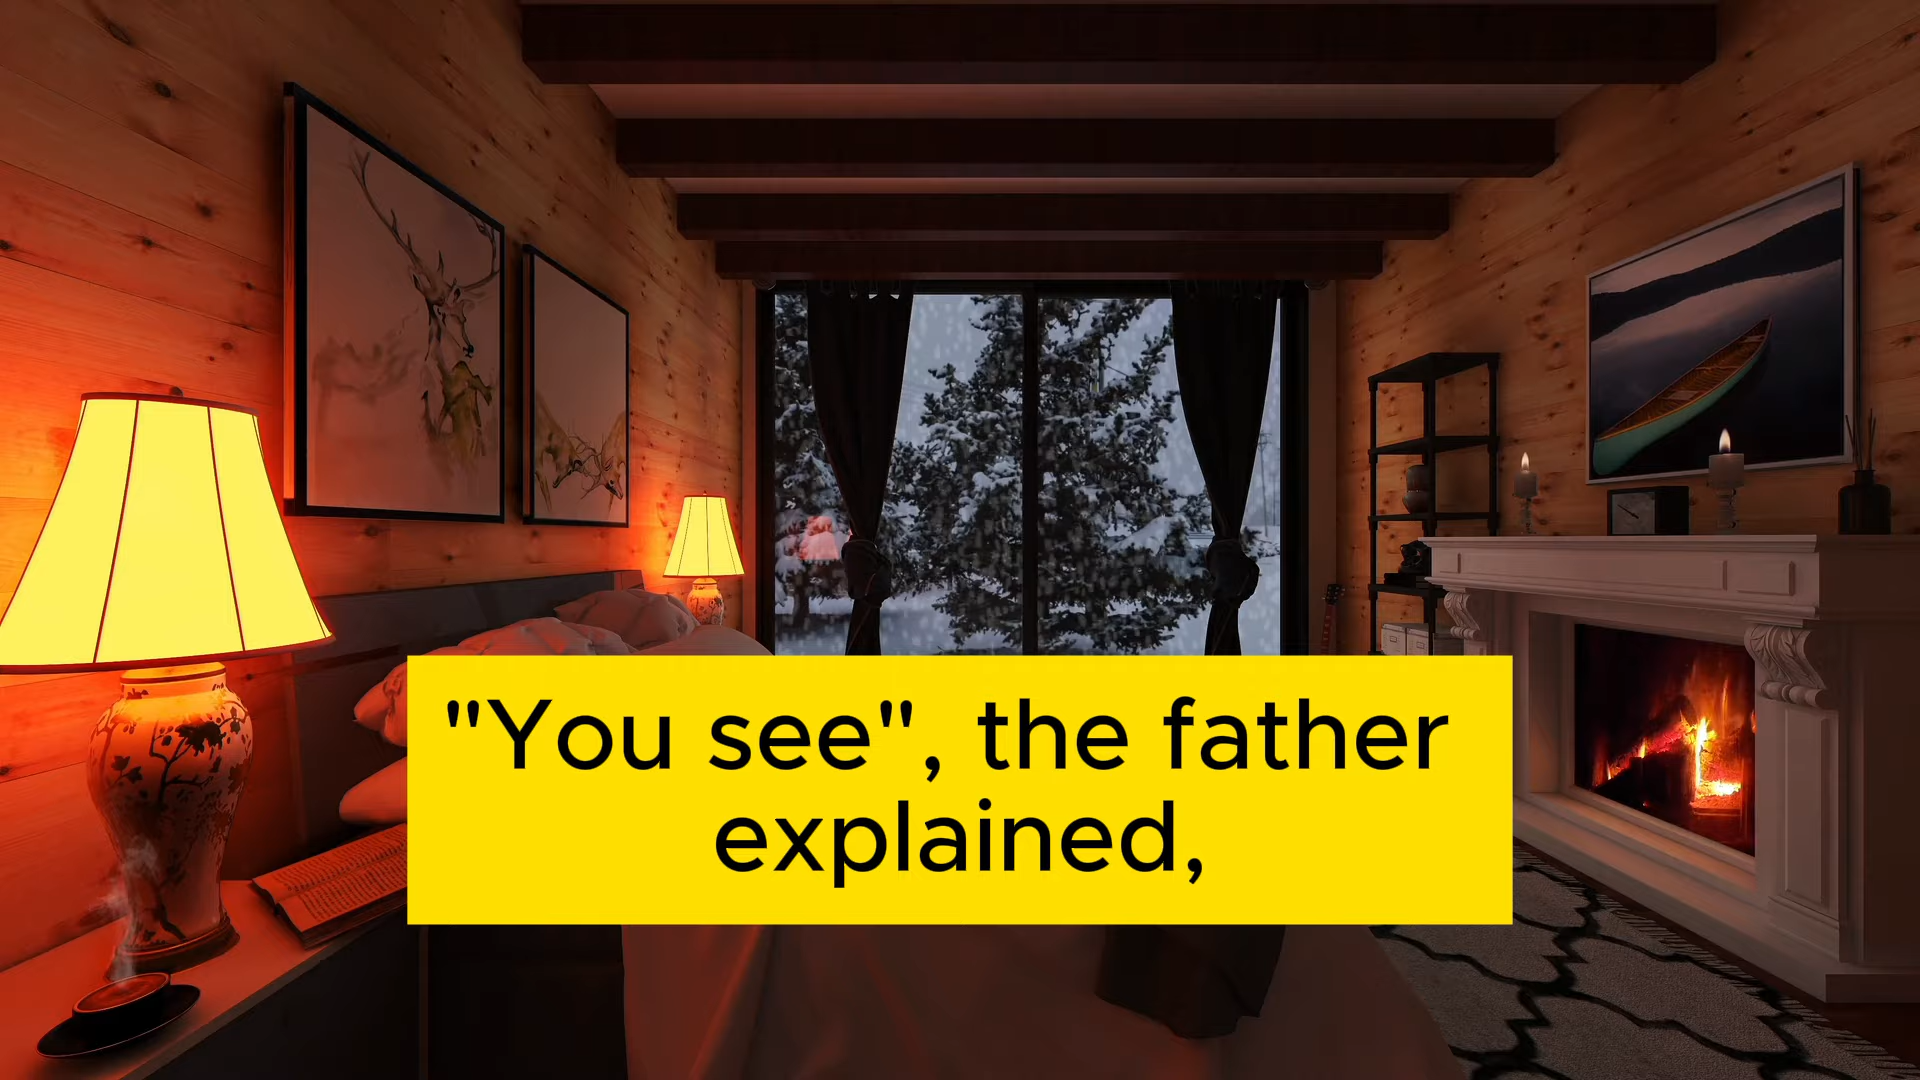 "You see", the father
explained,